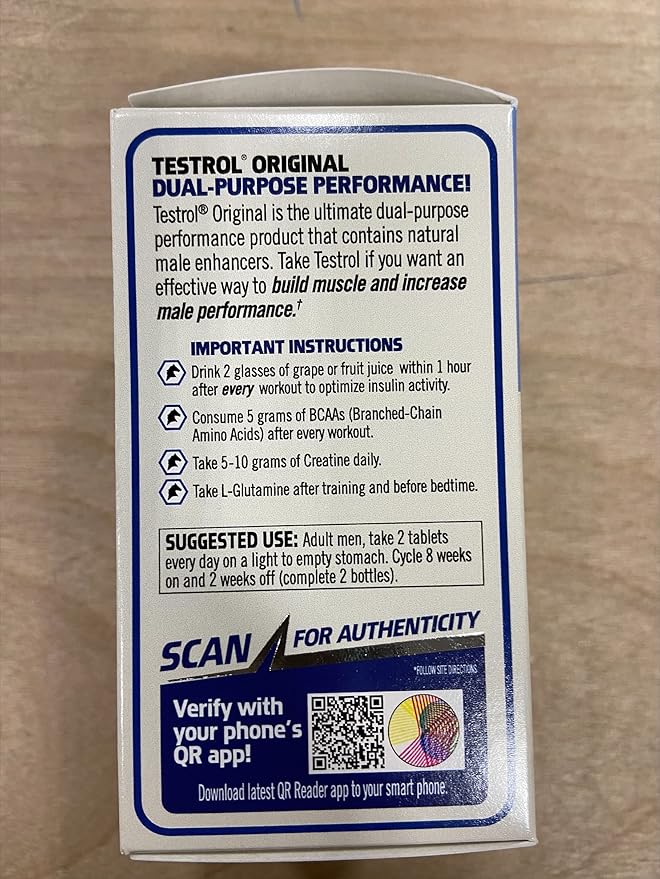 TESTROL® ORIGINAL
DUAL-PURPOSE PERFORMANCE!
Testrol® Original is the ultimate dual-purpose
performance product that contains natural
male enhancers. Take Testrol if you want an
effective way to build muscle and increase
male performance.†
IMPORTANT INSTRUCTIONS
Drink 2 glasses of grape or fruit juice within 1 hour
after every workout to optimize insulin activity.
Consume 5 grams of BCAAs (Branched-Chain
Amino Acids) after every workout.
Take 5-10 grams of Creatine daily.
Take L-Glutamine after training and before bedtime.
SUGGESTED USE: Adult men, take 2 tablets
every day on a light to empty stomach. Cycle 8 weeks
on and 2 weeks off (complete 2 bottles).
SCAN FOR AUTHENTICITY
*FOLLOW SITE DIRECTIONS
Verify with
your phone's
QR app!
Download latest QR Reader app to your smart phone.